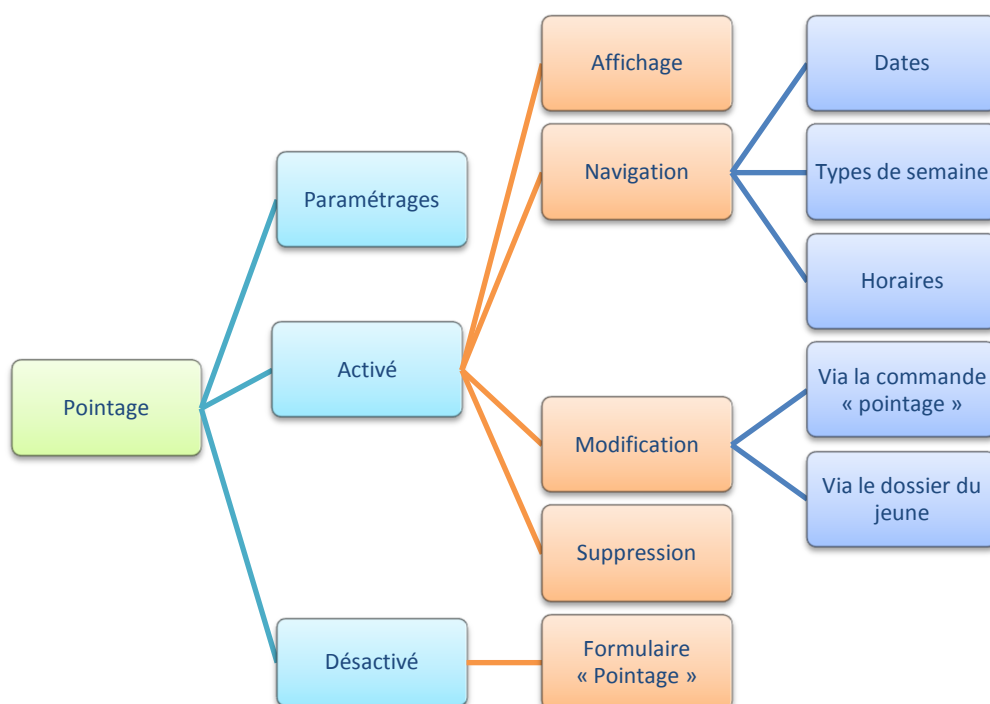 Affichage
Dates
Navigation
Types de semaine
Paramétrages
Horaires
Activé
Pointage
Via la commande
« pointage »
Modification
Via le dossier du
jeune
Suppression
Désactivé
Formulaire
« Pointage »